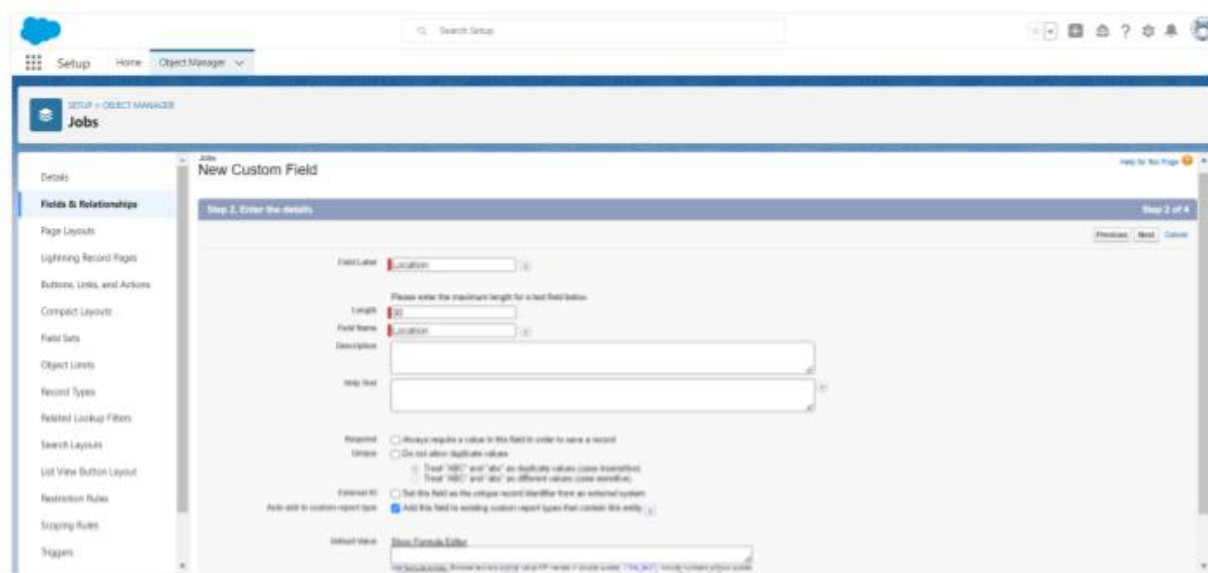 Search Setup
Setup
Home
Object Manager
SETUP > OBJECT MANAGER
Jobs
Details
Fields & Relationships
Page Layouts
Lightning Record Pages
Buttons, Links, and Actions
Compact Layouts
Field Sets
Object Limits
Record Types
Related Lookup Filters
Search Layouts
List View Button Layout
Restriction Rules
Scoping Rules
Triggers
Jobs
New Custom Field
Help for this Page
Step 2. Enter the details
Step 2 of 4
Previous Next Cancel
Field Label Location
Please enter the maximum length for a text field below.
Length 30
Field Name Location
Description
Help Text
Required Always require a value in this field in order to save a record
Unique Do not allow duplicate values
Treat "ABC" and "abc" as duplicate values (case insensitive)
Treat "ABC" and "abc" as different values (case sensitive)
External ID Set this field as the unique record identifier from an external system
Auto add to custom report type Add this field to existing custom report types that contain this entity
Default Value Show Formula Editor